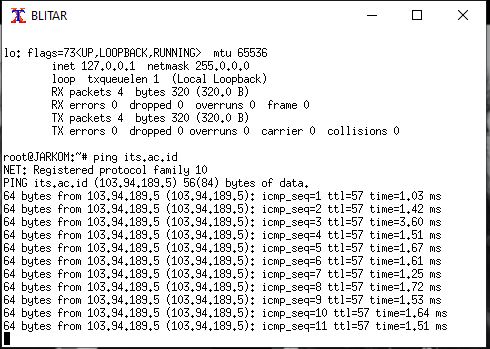 BLITAR
lo: flags=73<UP,LOOPBACK,RUNNING>  mtu 65536
        inet 127.0.0.1  netmask 255.0.0.0
        loop  txqueuelen 1  (Local Loopback)
        RX packets 4  bytes 320 (320.0 B)
        RX errors 0  dropped 0  overruns 0  frame 0
        TX packets 4  bytes 320 (320.0 B)
        TX errors 0  dropped 0 overruns 0  carrier 0  collisions 0
root@JARKOM:~# ping its.ac.id
NET: Registered protocol family 10
PING its.ac.id (103.94.189.5) 56(84) bytes of data.
64 bytes from 103.94.189.5 (103.94.189.5): icmp_seq=1 ttl=57 time=1.03 ms
64 bytes from 103.94.189.5 (103.94.189.5): icmp_seq=2 ttl=57 time=1.42 ms
64 bytes from 103.94.189.5 (103.94.189.5): icmp_seq=3 ttl=57 time=3.60 ms
64 bytes from 103.94.189.5 (103.94.189.5): icmp_seq=4 ttl=57 time=1.51 ms
64 bytes from 103.94.189.5 (103.94.189.5): icmp_seq=5 ttl=57 time=1.67 ms
64 bytes from 103.94.189.5 (103.94.189.5): icmp_seq=6 ttl=57 time=1.61 ms
64 bytes from 103.94.189.5 (103.94.189.5): icmp_seq=7 ttl=57 time=1.25 ms
64 bytes from 103.94.189.5 (103.94.189.5): icmp_seq=8 ttl=57 time=1.72 ms
64 bytes from 103.94.189.5 (103.94.189.5): icmp_seq=9 ttl=57 time=1.53 ms
64 bytes from 103.94.189.5 (103.94.189.5): icmp_seq=10 ttl=57 time=1.64 ms
64 bytes from 103.94.189.5 (103.94.189.5): icmp_seq=11 ttl=57 time=1.51 ms